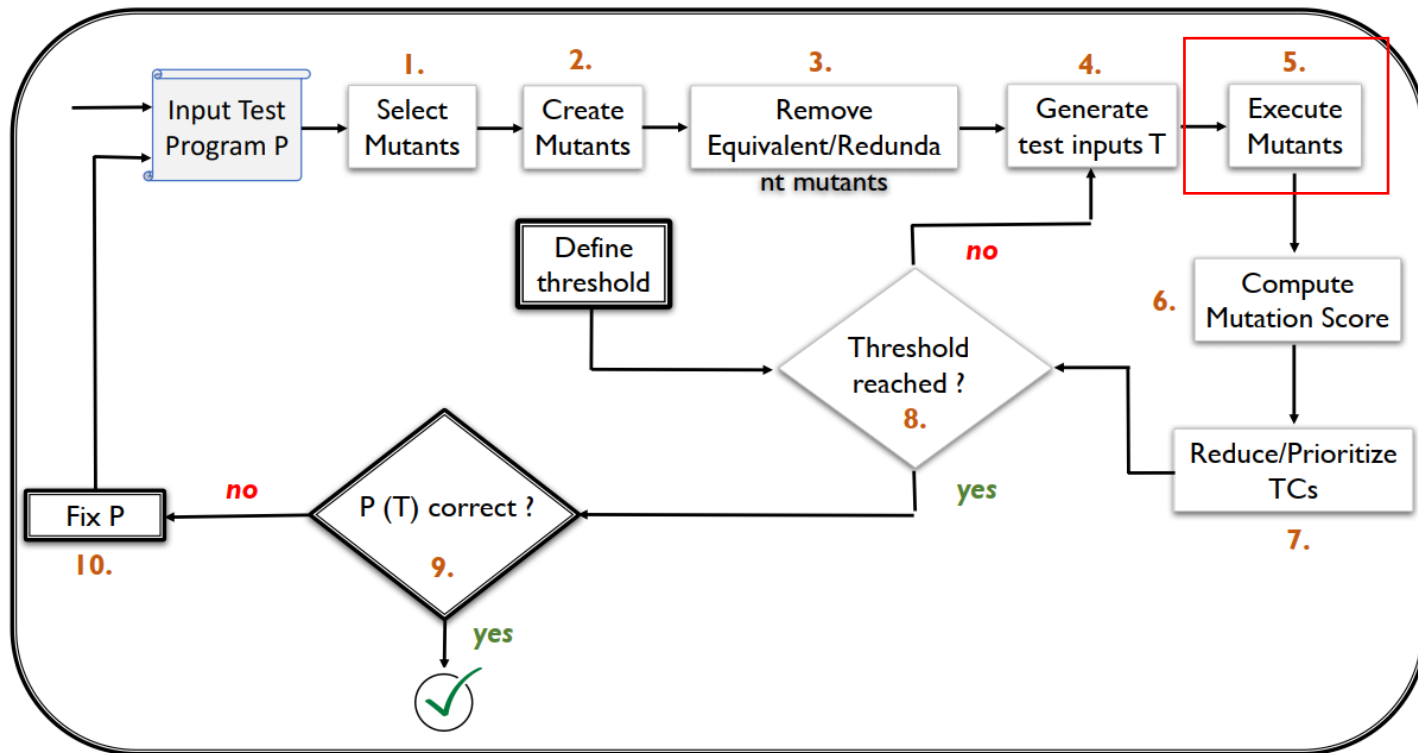 1.
2.
3.
4.
5.
Input Test
Program P
Select
Mutants
Create
Mutants
Remove
Equivalent/Redunda
nt mutants
Generate
test inputs T
Execute
Mutants
Define
threshold
no
6.
Compute
Mutation Score
Threshold
reached ?
8.
Reduce/Prioritize
TCs
7.
yes
P (T) correct ?
9.
no
Fix P
10.
yes